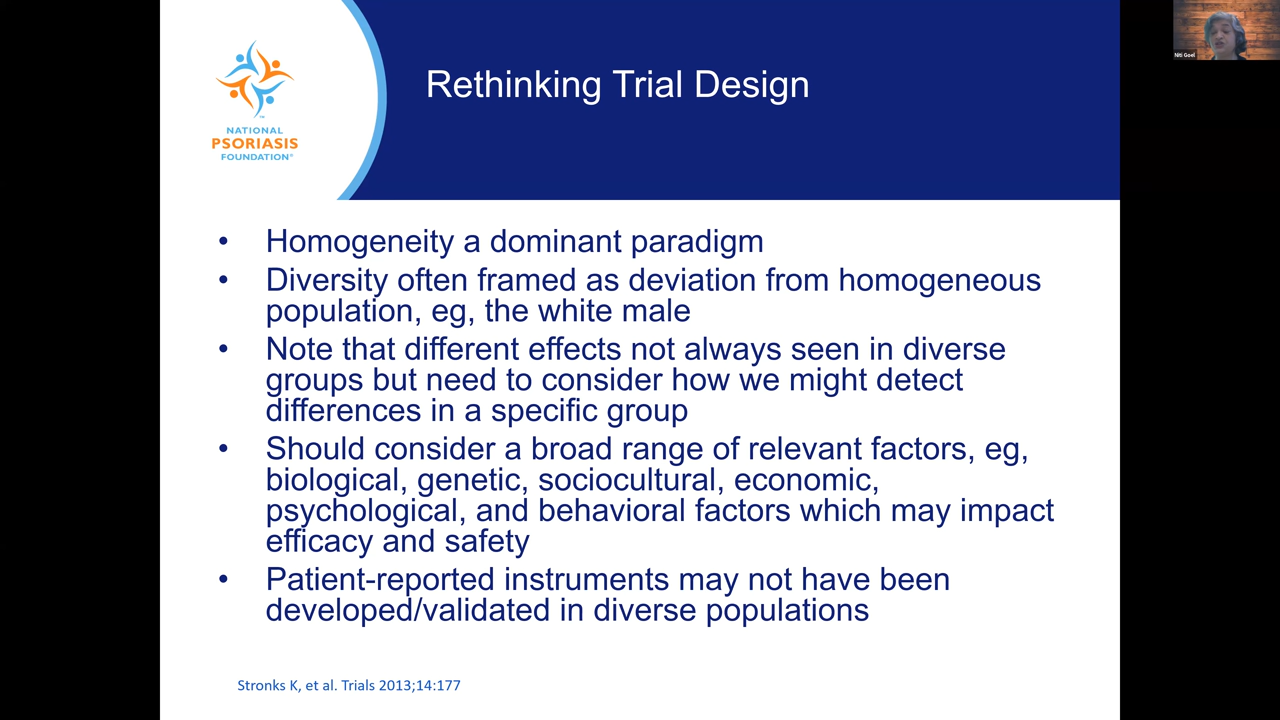 Rethinking Trial Design
NATIONAL
PSORIASIS
FOUNDATION®
Niti Goel
• Homogeneity a dominant paradigm
• Diversity often framed as deviation from homogeneous
population, eg, the white male
• Note that different effects not always seen in diverse
groups but need to consider how we might detect
differences in a specific group
• Should consider a broad range of relevant factors, eg,
biological, genetic, sociocultural, economic,
psychological, and behavioral factors which may impact
efficacy and safety
• Patient-reported instruments may not have been
developed/validated in diverse populations
Stronks K, et al. Trials 2013;14:177